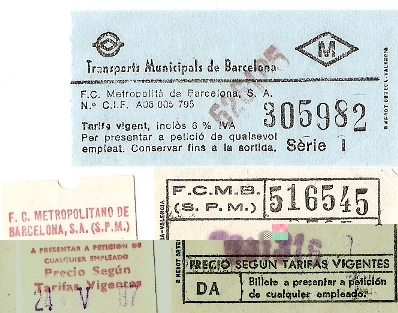 Transports Municipals de Barcelona
M
F.C. Metropolità de Barcelona, S.A.
N.º C.I.F. A08 005 795
305982
Tarifa vigent, inclòs 6 % IVA
Per presentar a petició de qualsevol
empleat. Conservar fins a la sortida.
Sèrie 1
F. C. METROPOLITANO DE
BARCELONA, S.A. (S.P.M.)
A PRESENTAR A PETICION DE
CUALQUIER EMPLEADO
Precio Según
Tarifas Vigentes
24 V 87
F.C.M.B.
(S.P.M.)
516545
PRECIO SEGUN TARIFAS VIGENTES
DA
Billete a presentar a petición
de cualquier empleado.